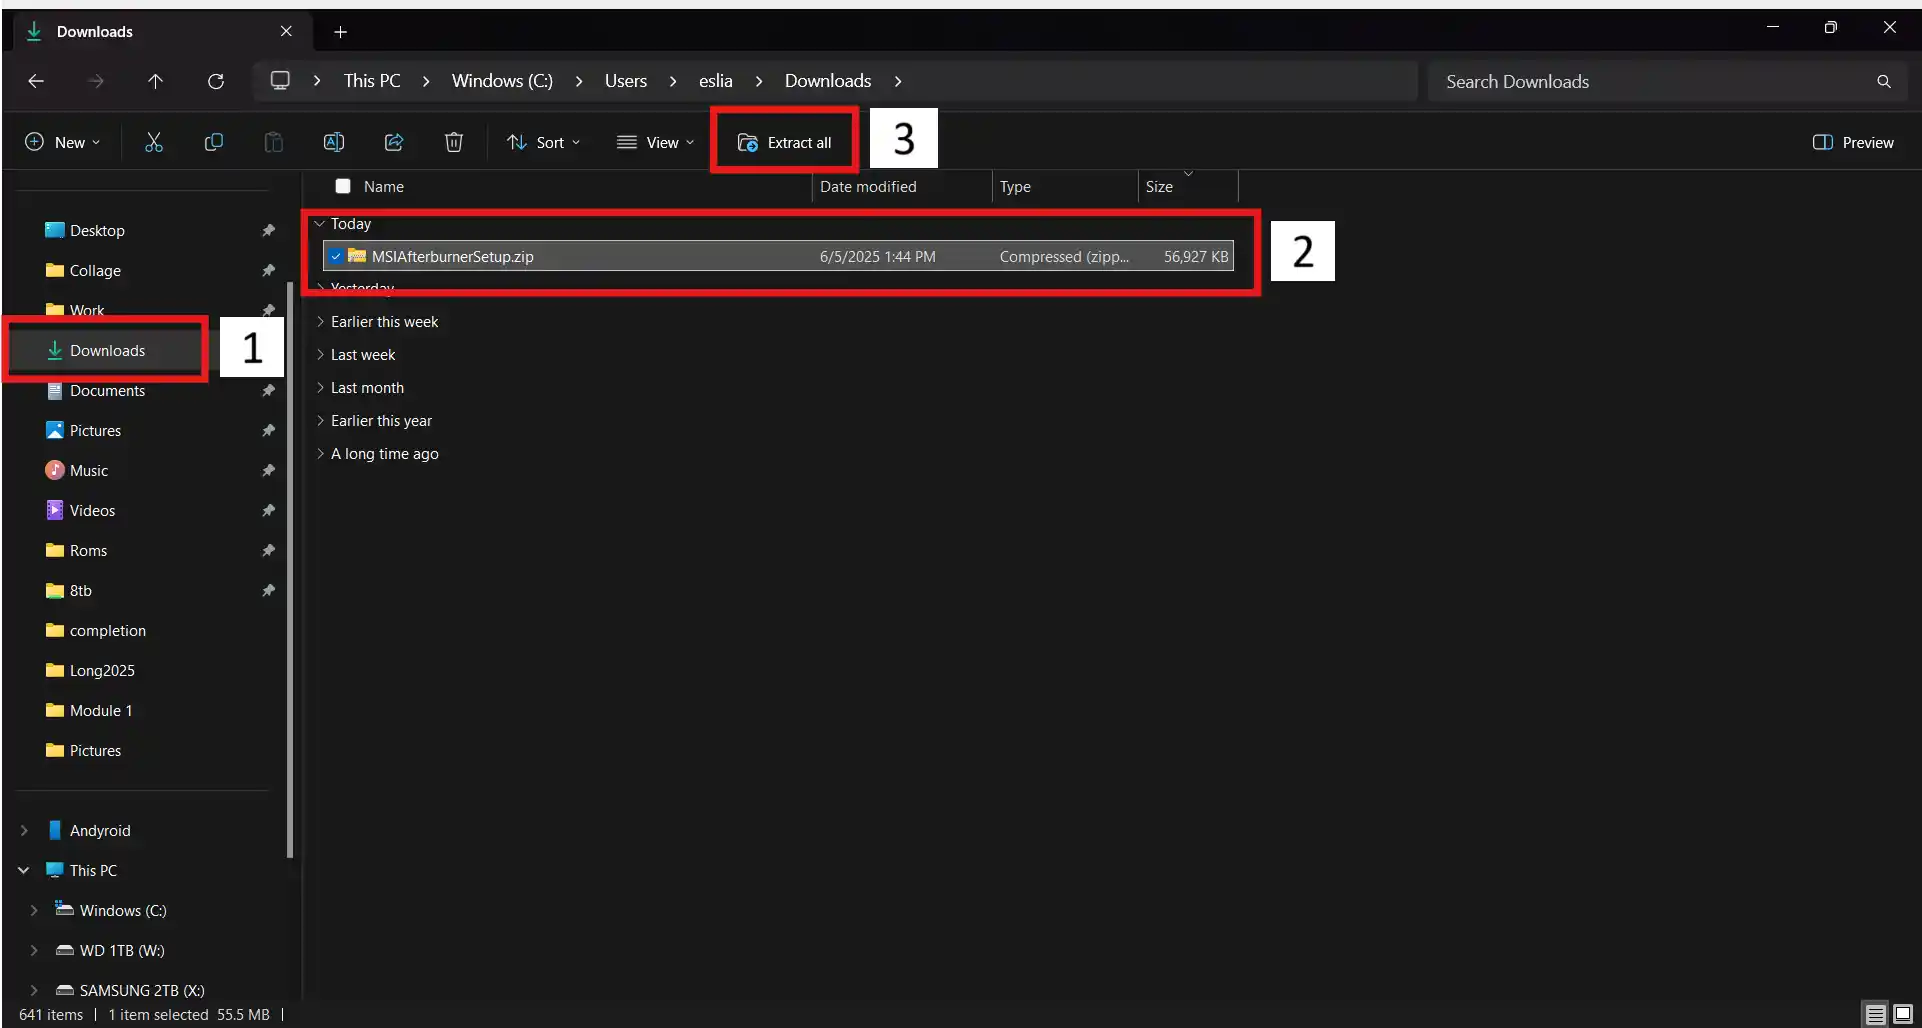 Downloads
This PC > Windows (C:) > Users > eslia > Downloads >
Search Downloads
New
Sort
View
Extract all
3
Preview
Name
Date modified
Type
Size
Today
MSIAfterburnerSetup.zip
6/5/2025 1:44 PM
Compressed (zipp...
56,927 KB
2
Yesterday
Earlier this week
Last week
Last month
Earlier this year
A long time ago
Desktop
Collage
Work
Downloads
1
Documents
Pictures
Music
Videos
Roms
8tb
completion
Long2025
Module 1
Pictures
Andyroid
This PC
Windows (C:)
WD 1TB (W:)
SAMSUNG 2TB (X:)
641 items | 1 item selected 55.5 MB |